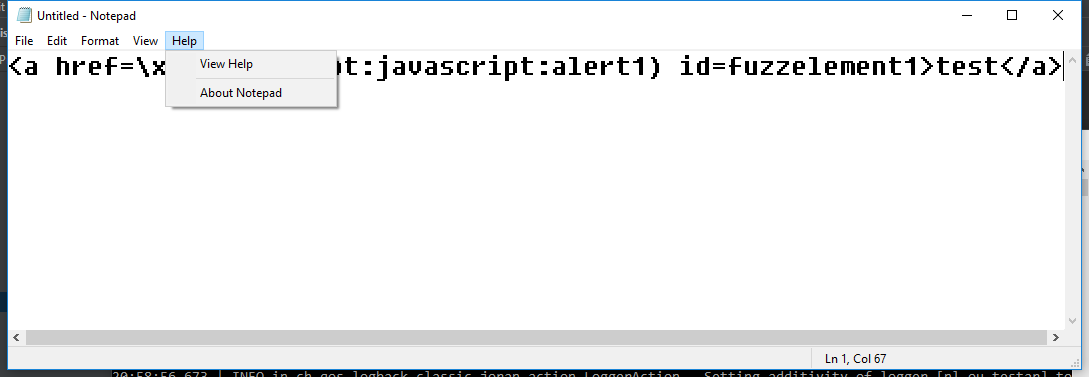 Untitled - Notepad
File Edit Format View Help
<a href=\x pt:javascript:alert1) id=fuzzelement1>test</a>
View Help
About Notepad
Ln 1, Col 67
20:58:56,673 | INFO in ch.qos.logback.classic.joran.action.LoggerAction - Setting additivity of logger [nl.ou.testar] to